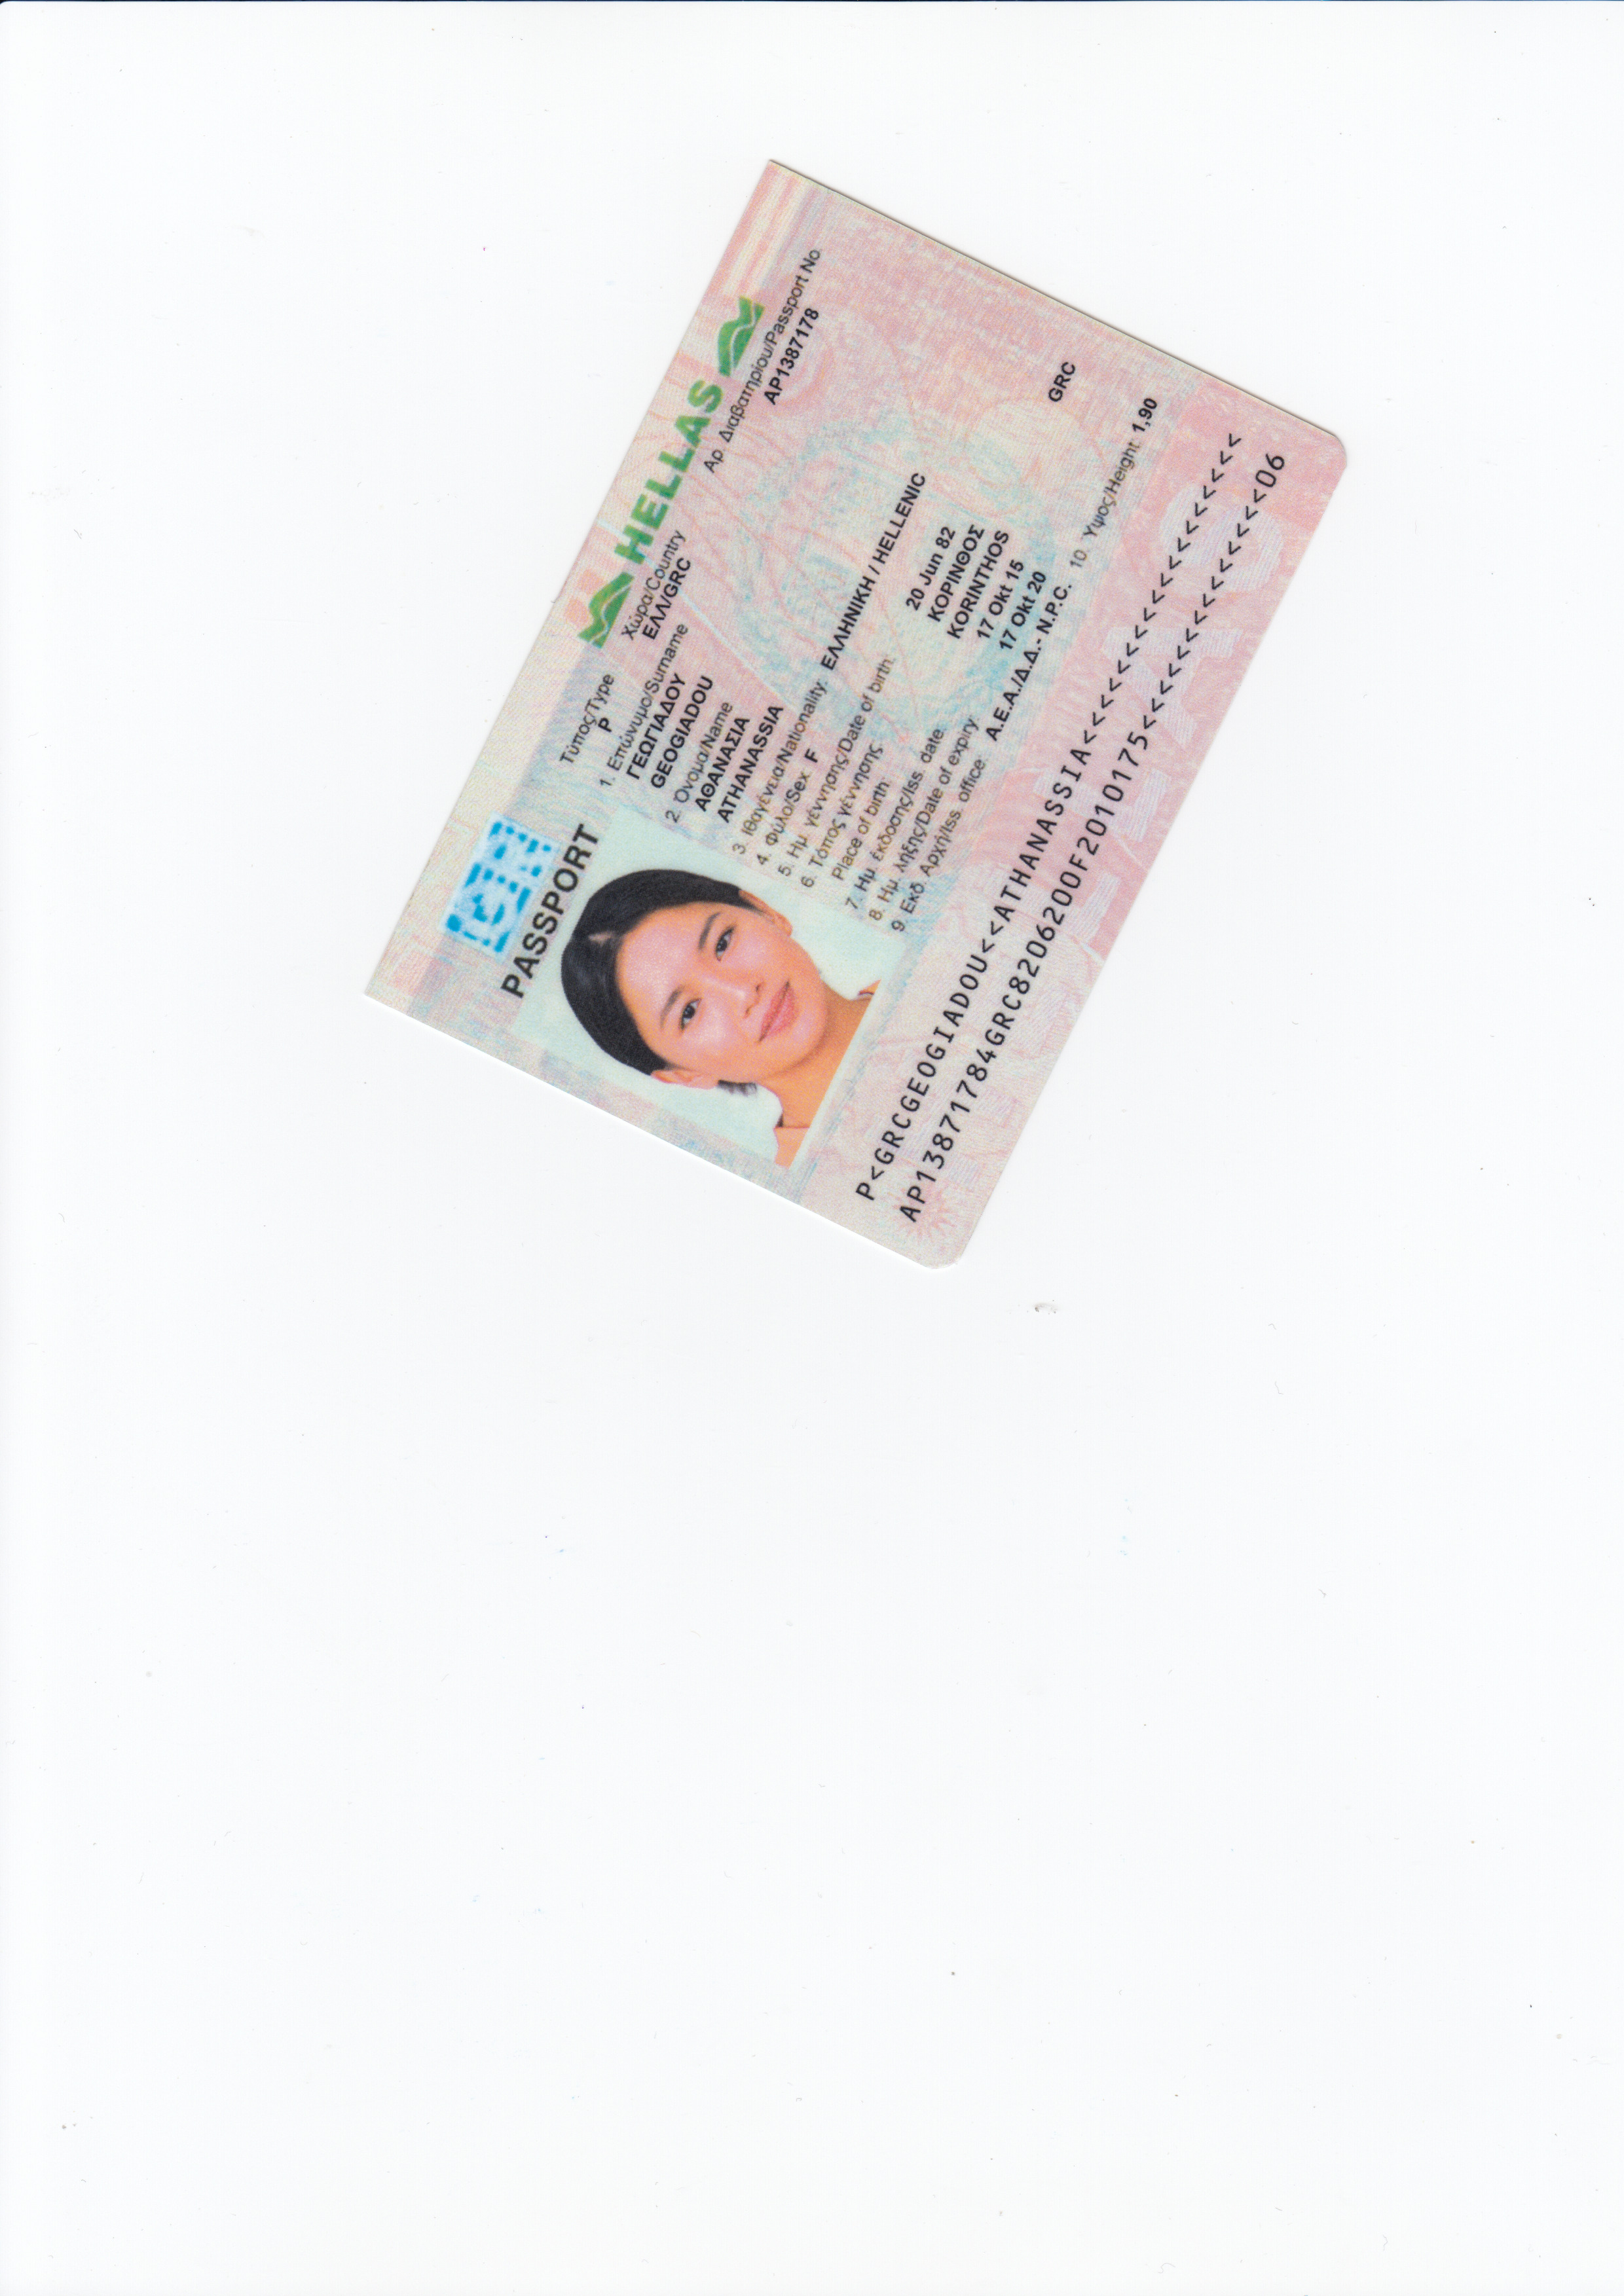 HELLAS
PASSPORT
Τύπος/Type
P
Χώρα/Country
ΕΛΛ/GRC
Αρ. Διαβατηρίου/Passport No
AP1387178
1. Επώνυμο/Surname
ΓΕΩΓΙΑΔΟΥ
GEOGIADOU
2. Όνομα/Name
ΑΘΑΝΑΣΙΑ
ATHANASSIA
3. Ιθαγένεια/Nationality: ΕΛΛΗΝΙΚΗ / HELLENIC
4. Φύλο/Sex: F
5. Ημ. γέννησης/Date of birth: 20 Jun 82
6. Τόπος γέννησης: ΚΟΡΙΝΘΟΣ
Place of birth: KORINTHOS GRC
7. Ημ. έκδοσης/Iss. date: 17 Okt 15
8. Ημ. λήξης/Date of expiry: 17 Okt 20
9. Εκδ. Αρχή/Iss. office: Α.Ε.Α./Δ.Δ.- N.P.C. 10. Υψος/Height: 1,90
P<GRCGEOGIADOU<<ATHANASSIA<<<<<<<<<<<<<<<<<<
AP13871784GRC8206200F2010175<<<<<<<<<<<<<<06